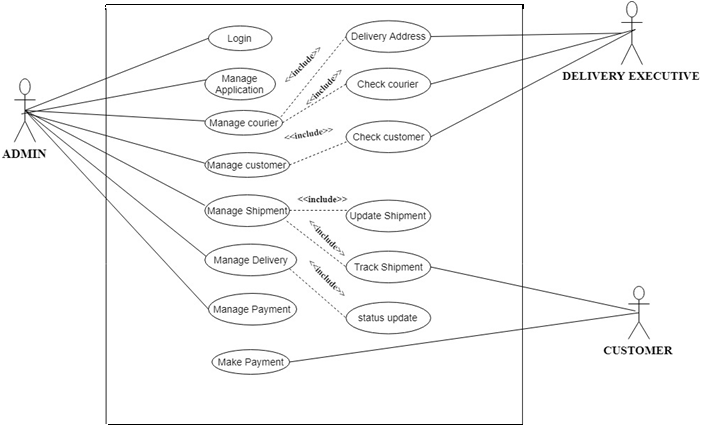 Login
Delivery Address
<<include>>
DELIVERY EXECUTIVE
Manage
Application
Check courier
<<include>>
Manage courier
<<include>>
Check customer
ADMIN
Manage customer
<<include>>
Manage Shipment
Update Shipment
<<include>>
Manage Delivery
Track Shipment
<<include>>
Manage Payment
status update
CUSTOMER
Make Payment